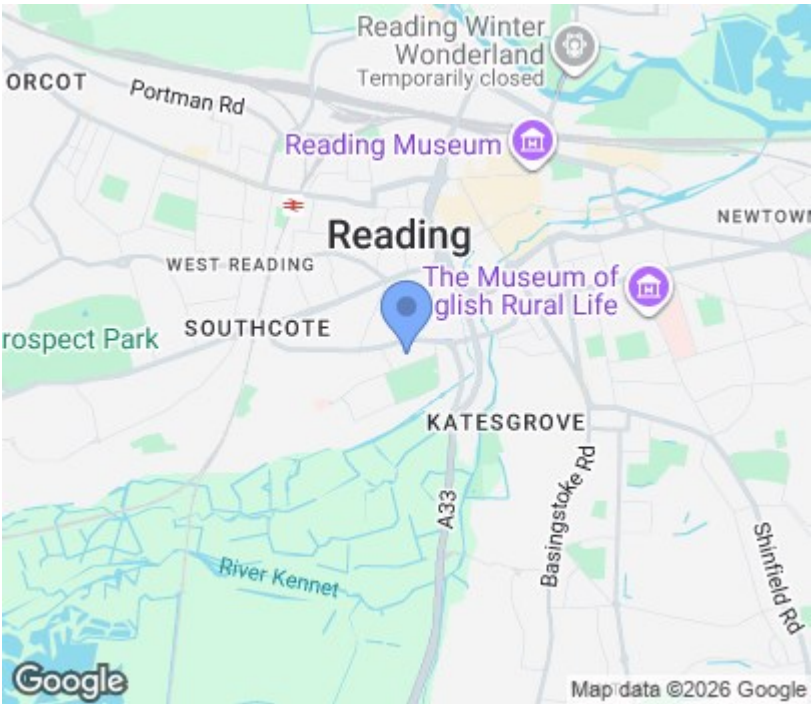 Reading Winter
Wonderland
Temporarily closed
ORCOT
Portman Rd
Reading Museum
NEWTOWN
Reading
WEST READING
The Museum of
glish Rural Life
SOUTHCOTE
rospect Park
KATESGROVE
A33
Basingstoke Rd
Shinfield Rd
River Kennet
Google
Map data ©2026 Google